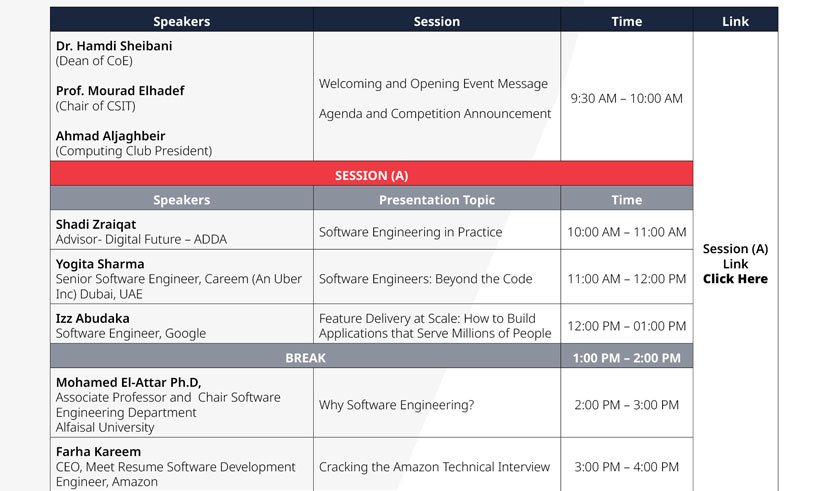 Speakers Session Time Link
Dr. Hamdi Sheibani
(Dean of CoE)
Prof. Mourad Elhadef
(Chair of CSIT)
Ahmad Aljaghbeir
(Computing Club President)
Welcoming and Opening Event Message
Agenda and Competition Announcement
9:30 AM – 10:00 AM
SESSION (A)
Speakers Presentation Topic Time
Shadi Zraiqat
Advisor- Digital Future – ADDA
Software Engineering in Practice
10:00 AM – 11:00 AM
Yogita Sharma
Senior Software Engineer, Careem (An Uber
Inc) Dubai, UAE
Software Engineers: Beyond the Code
11:00 AM – 12:00 PM
Izz Abudaka
Software Engineer, Google
Feature Delivery at Scale: How to Build
Applications that Serve Millions of People
12:00 PM – 01:00 PM
BREAK 1:00 PM – 2:00 PM
Mohamed El-Attar Ph.D,
Associate Professor and Chair Software
Engineering Department
Alfaisal University
Why Software Engineering?
2:00 PM – 3:00 PM
Farha Kareem
CEO, Meet Resume Software Development
Engineer, Amazon
Cracking the Amazon Technical Interview
3:00 PM – 4:00 PM
Session (A)
Link
Click Here